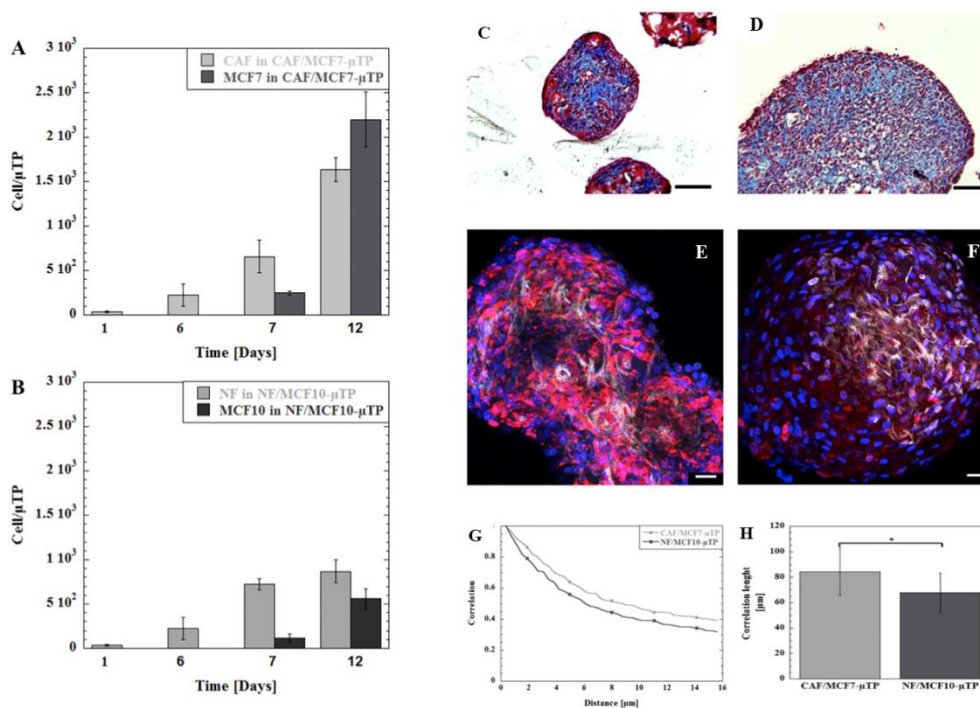 A
3 10³
2.5 10³
2 10³
1.5 10³
1 10³
5 10²
0
Cell/µTP
CAF in CAF/MCF7-µTP
MCF7 in CAF/MCF7-µTP
1 6 7 12
Time [Days]
B
3 10³
2.5 10³
2 10³
1.5 10³
1 10³
5 10²
0
Cell/µTP
NF in NF/MCF10-µTP
MCF10 in NF/MCF10-µTP
1 6 7 12
Time [Days]
C
D
E
F
G
1
0.8
0.6
0.4
0.2
0
Correlation
CAF/MCF7-µTP
NF/MCF10-µTP
0 2 4 6 8 10 12 14 16
Distance [µm]
H
120
100
80
60
40
20
0
Correlation lenght
[µm]
*
CAF/MCF7-µTP NF/MCF10-µTP